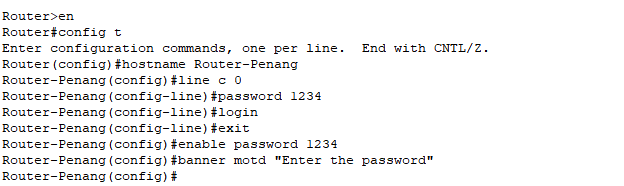 Router>en
Router#config t
Enter configuration commands, one per line.  End with CNTL/Z.
Router(config)#hostname Router-Penang
Router-Penang(config)#line c 0
Router-Penang(config-line)#password 1234
Router-Penang(config-line)#login
Router-Penang(config-line)#exit
Router-Penang(config)#enable password 1234
Router-Penang(config)#banner motd "Enter the password"
Router-Penang(config)#